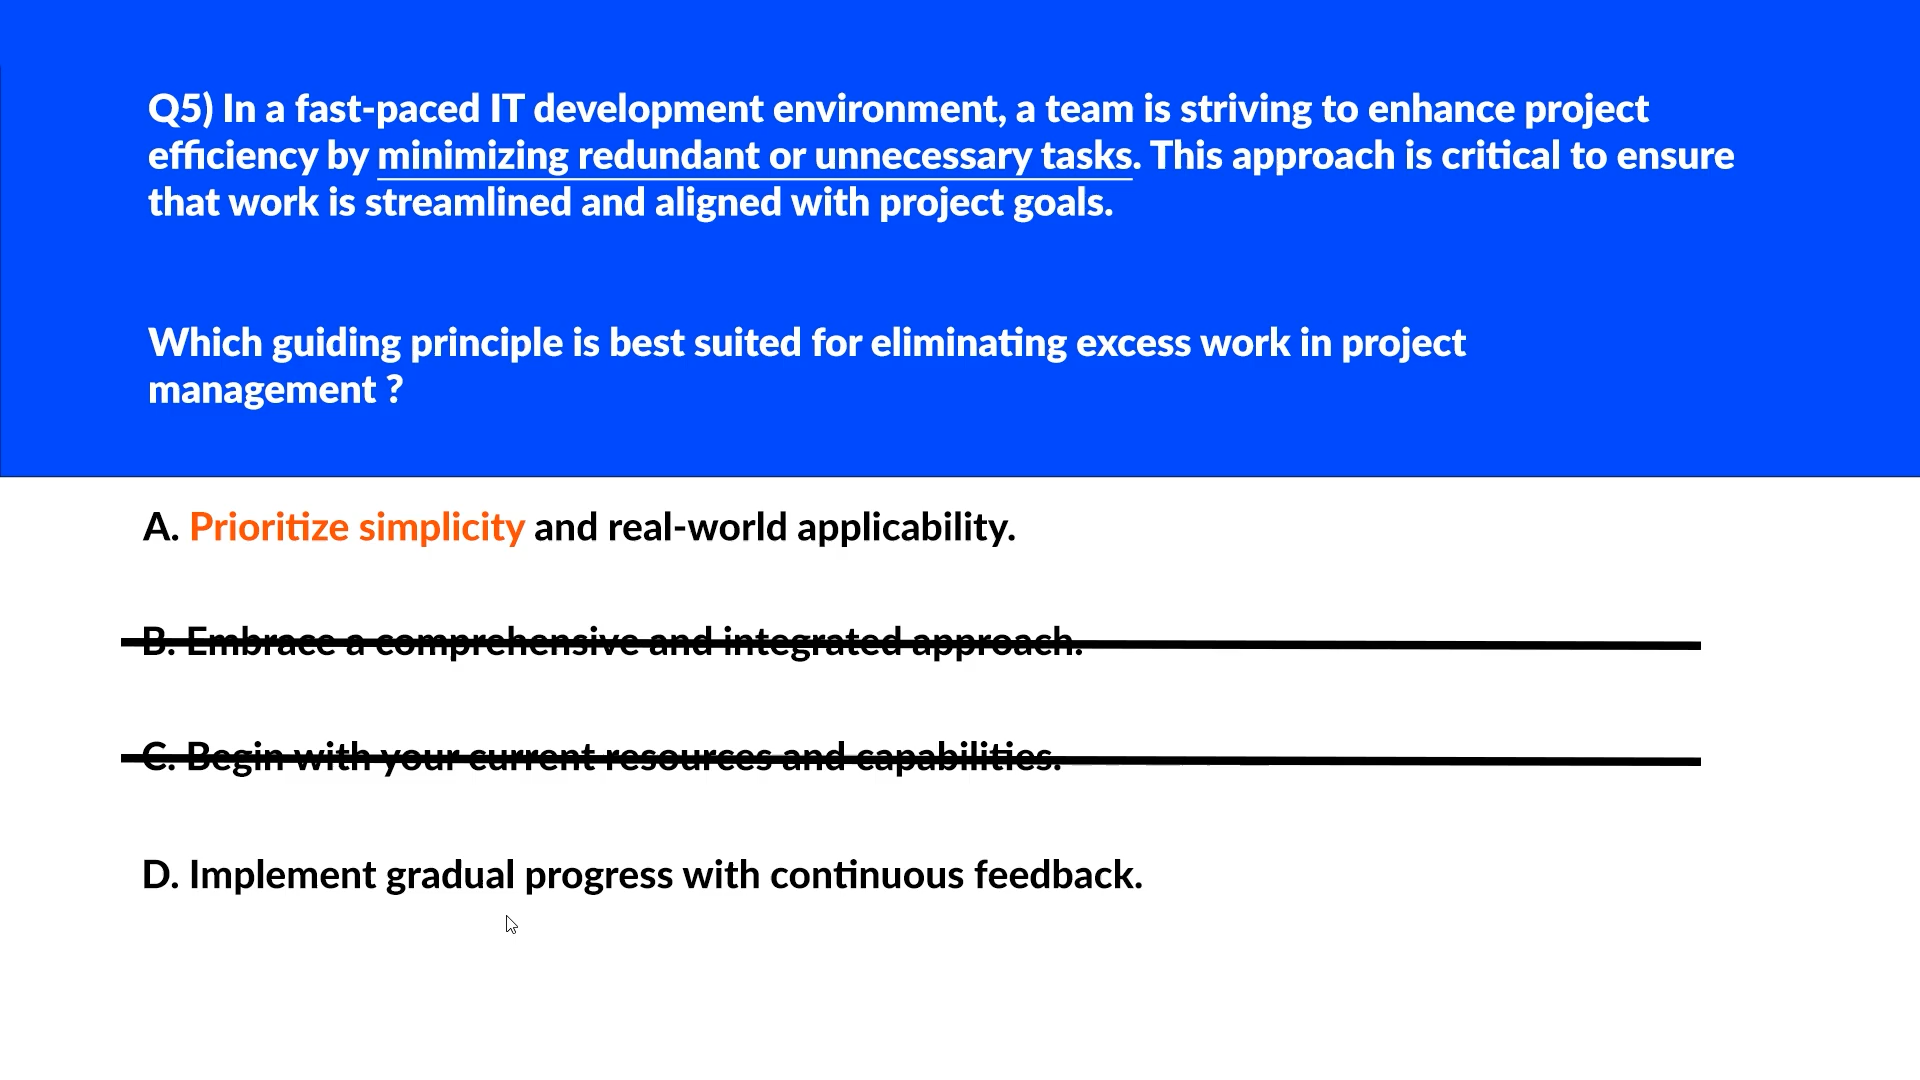 Q5) In a fast-paced IT development environment, a team is striving to enhance project
efficiency by minimizing redundant or unnecessary tasks. This approach is critical to ensure
that work is streamlined and aligned with project goals.
Which guiding principle is best suited for eliminating excess work in project
management ?
A. Prioritize simplicity and real-world applicability.
B. Embrace a comprehensive and integrated approach.
C. Begin with your current resources and capabilities.
D. Implement gradual progress with continuous feedback.